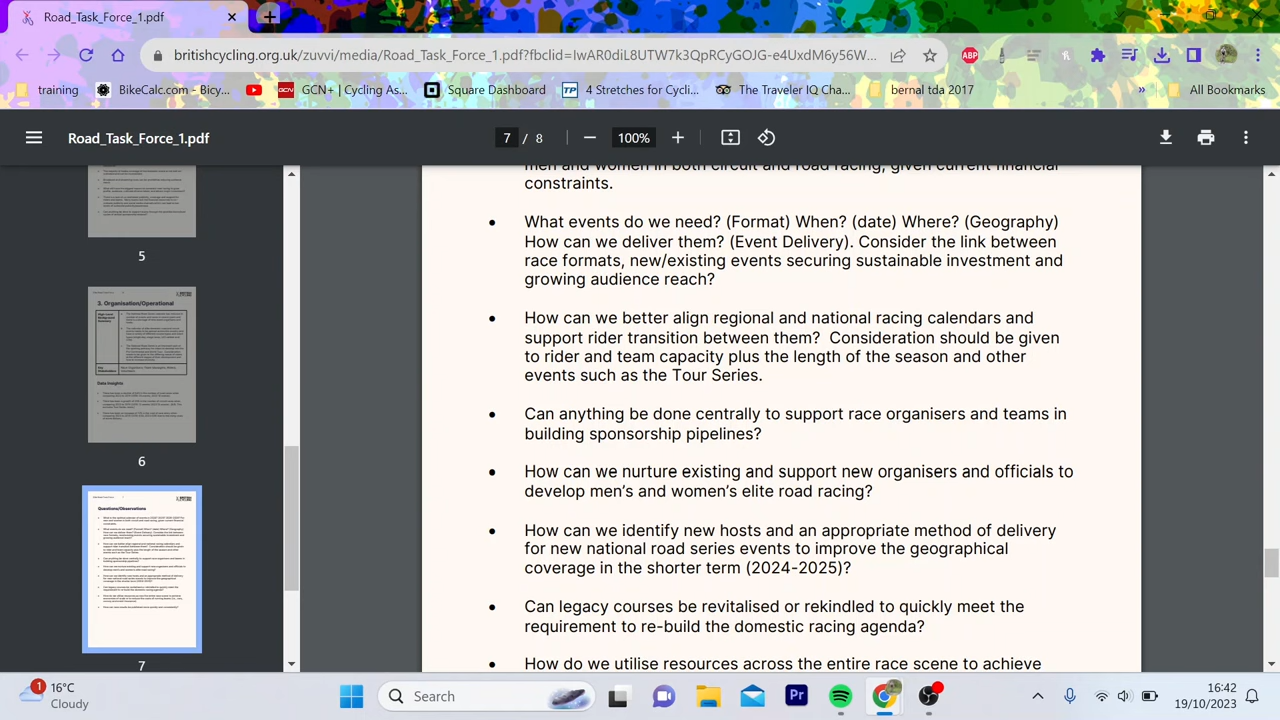 Road_Task_Force_1.pdf
britishcycling.org.uk/zuvvi/media/Road_Task_Force_1.pdf?fbclid=IwAR0diL8UTW7k3QpRCyGOJG-e4UxdM6y56W...
ABP
training
BikeCalc.com - Bicy...
GCN+ | Cycling As...
Square Dashboard
TP
4 Stretches for Cycli...
The Traveler IQ Cha...
bernal tda 2017
»
All Bookmarks
Road_Task_Force_1.pdf
7 / 8
100%
constraints.
• What events do we need? (Format) When? (date) Where? (Geography)
How can we deliver them? (Event Delivery). Consider the link between
race formats, new/existing events securing sustainable investment and
growing audience reach?
• How can we better align regional and national racing calendars and
support rider transition between them? Consideration should be given
to rider and team capacity plus the length of the season and other
events such as the Tour Series.
• Can anything be done centrally to support race organisers and teams in
building sponsorship pipelines?
• How can we nurture existing and support new organisers and officials to
develop men's and women's elite road racing?
• How can we identify new hosts and an appropriate method of delivery
for new national road series events to improve the geographical
coverage in the shorter term (2024-2025)?
• Can legacy courses be revitalised or rekindled to quickly meet the
requirement to re-build the domestic racing agenda?
• How do we utilise resources across the entire race scene to achieve
5
3. Organisation/Operational
Data Insights
6
Questions/Observations
7
1
16°C
Cloudy
Search
Pr
16:42
19/10/2023